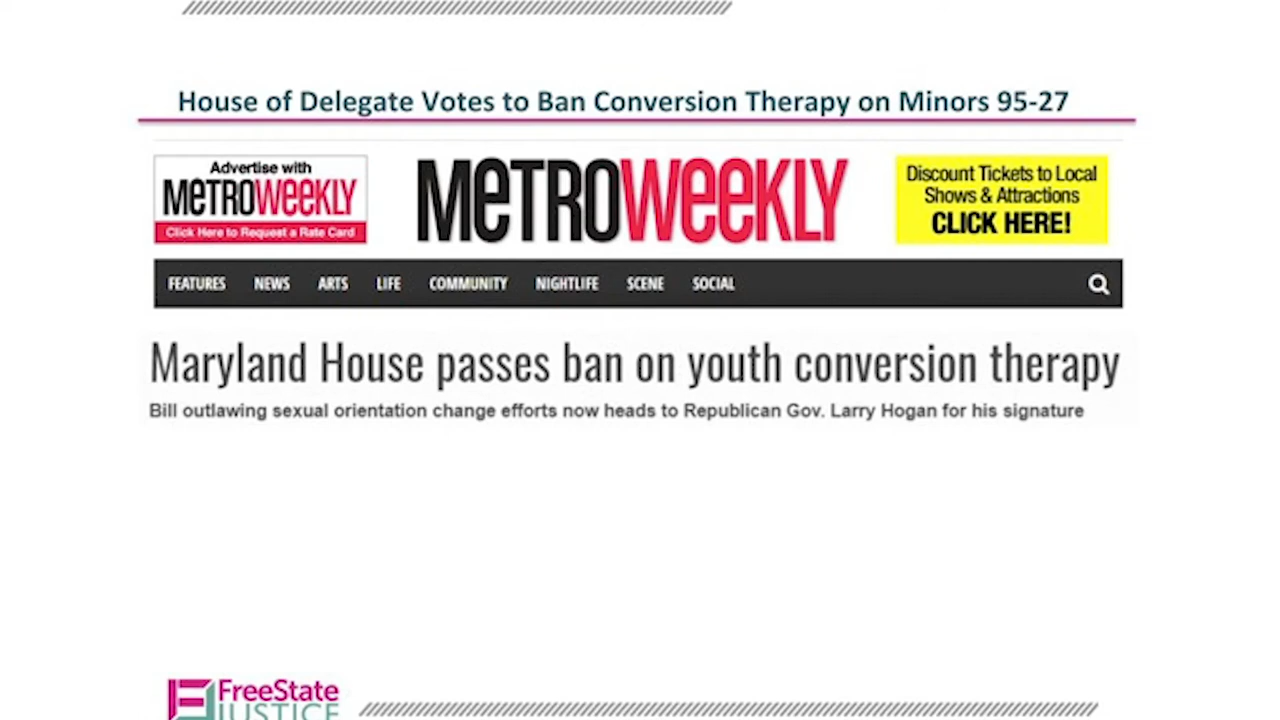 House of Delegate Votes to Ban Conversion Therapy on Minors 95-27
Advertise with
METROWEEKLY
Click Here to Request a Rate Card
METROWEEKLY
Discount Tickets to Local
Shows & Attractions
CLICK HERE!
FEATURES NEWS ARTS LIFE COMMUNITY NIGHTLIFE SCENE SOCIAL
Maryland House passes ban on youth conversion therapy
Bill outlawing sexual orientation change efforts now heads to Republican Gov. Larry Hogan for his signature
FreeState
JUSTICE